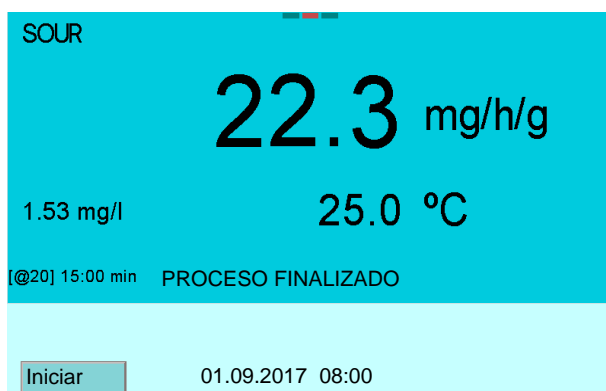 SOUR
22.3 mg/h/g
1.53 mg/l 25.0 ºC
[@20] 15:00 min PROCESO FINALIZADO
Iniciar 01.09.2017 08:00